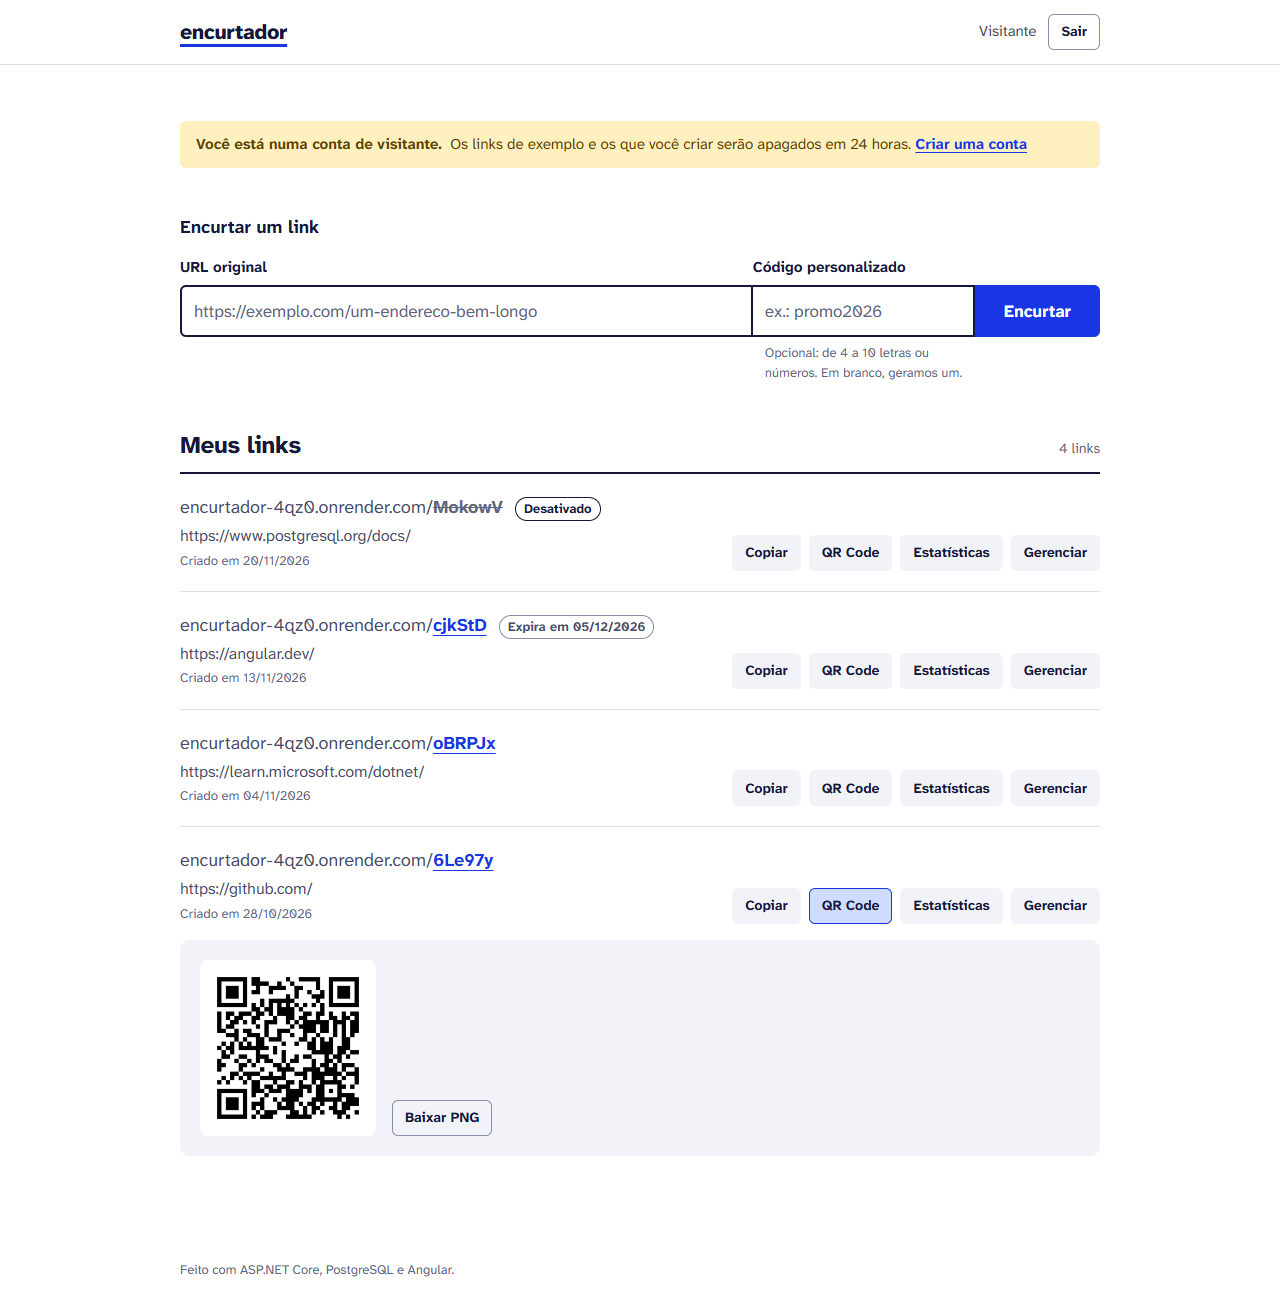 encurtador
Visitante Sair
Você está numa conta de visitante. Os links de exemplo e os que você criar serão apagados em 24 horas. Criar uma conta
Encurtar um link
URL original Código personalizado
https://exemplo.com/um-endereco-bem-longo ex.: promo2026 Encurtar
Opcional: de 4 a 10 letras ou
números. Em branco, geramos um.
Meus links 4 links
encurtador-4qz0.onrender.com/MokowV Desativado
https://www.postgresql.org/docs/
Criado em 20/11/2026 Copiar QR Code Estatísticas Gerenciar
encurtador-4qz0.onrender.com/cjkStD Expira em 05/12/2026
https://angular.dev/
Criado em 13/11/2026 Copiar QR Code Estatísticas Gerenciar
encurtador-4qz0.onrender.com/oBRPJx
https://learn.microsoft.com/dotnet/
Criado em 04/11/2026 Copiar QR Code Estatísticas Gerenciar
encurtador-4qz0.onrender.com/6Le97y
https://github.com/
Criado em 28/10/2026 Copiar QR Code Estatísticas Gerenciar
Baixar PNG
Feito com ASP.NET Core, PostgreSQL e Angular.